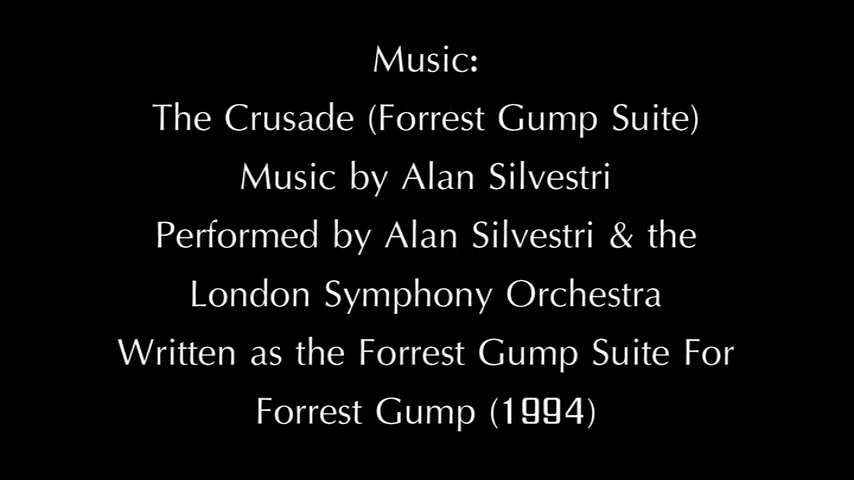 Music:
The Crusade (Forrest Gump Suite)
Music by Alan Silvestri
Performed by Alan Silvestri & the
London Symphony Orchestra
Written as the Forrest Gump Suite For
Forrest Gump (1994)